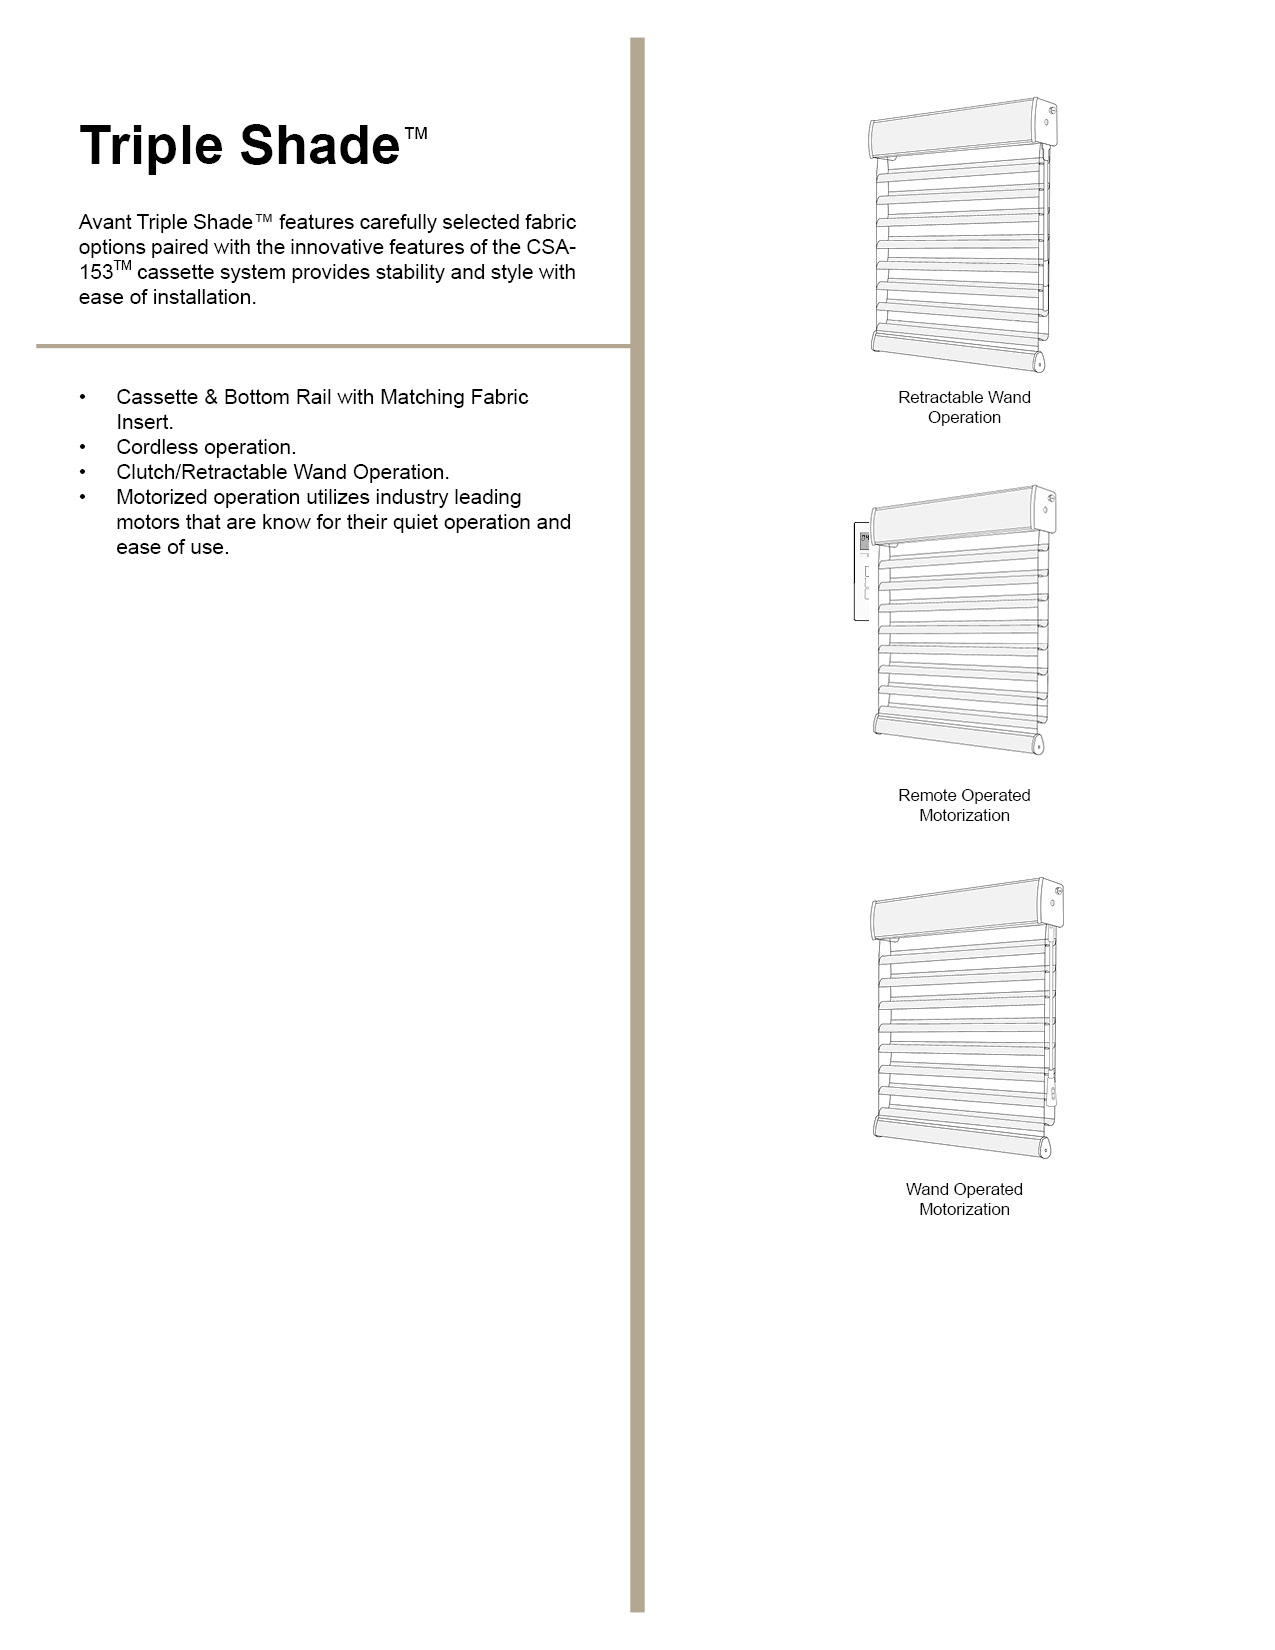 Triple Shade™
Avant Triple Shade™ features carefully selected fabric
options paired with the innovative features of the CSA-
153™ cassette system provides stability and style with
ease of installation.
• Cassette & Bottom Rail with Matching Fabric
Insert.
• Cordless operation.
• Clutch/Retractable Wand Operation.
• Motorized operation utilizes industry leading
motors that are know for their quiet operation and
ease of use.
Retractable Wand
Operation
Remote Operated
Motorization
Wand Operated
Motorization